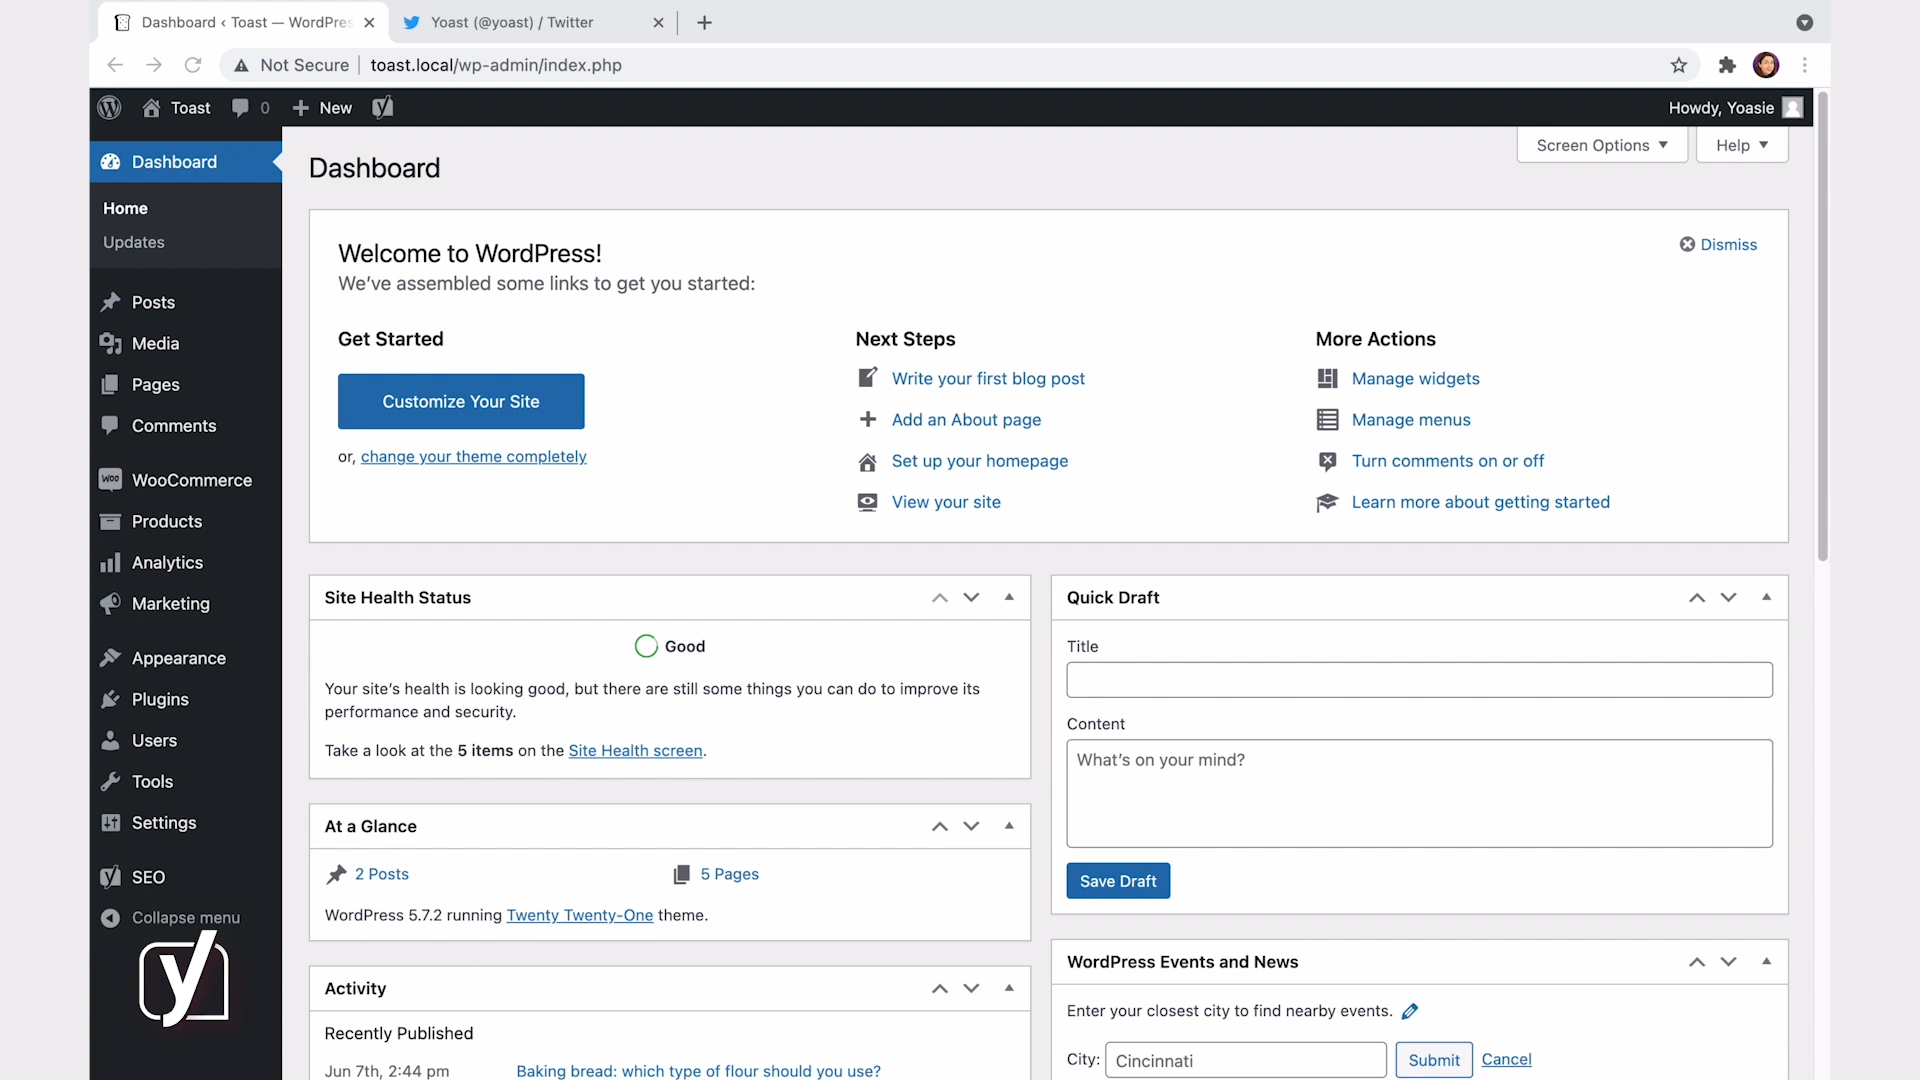 Dashboard ‹ Toast — WordPres
Yoast (@yoast) / Twitter
Not Secure
toast.local/wp-admin/index.php
Toast
0
New
Howdy, Yoasie
Dashboard
Home
Updates
Posts
Media
Pages
Comments
WooCommerce
Products
Analytics
Marketing
Appearance
Plugins
Users
Tools
Settings
SEO
Collapse menu
Dashboard
Screen Options
Help
Welcome to WordPress!
We've assembled some links to get you started:
Dismiss
Get Started
Customize Your Site
or, change your theme completely
Next Steps
Write your first blog post
Add an About page
Set up your homepage
View your site
More Actions
Manage widgets
Manage menus
Turn comments on or off
Learn more about getting started
Site Health Status
Good
Your site's health is looking good, but there are still some things you can do to improve its
performance and security.
Take a look at the 5 items on the Site Health screen.
At a Glance
2 Posts
5 Pages
WordPress 5.7.2 running Twenty Twenty-One theme.
Activity
Recently Published
Jun 7th, 2:44 pm
Baking bread: which type of flour should you use?
Quick Draft
Title
Content
What's on your mind?
Save Draft
WordPress Events and News
Enter your closest city to find nearby events.
City:
Cincinnati
Submit
Cancel